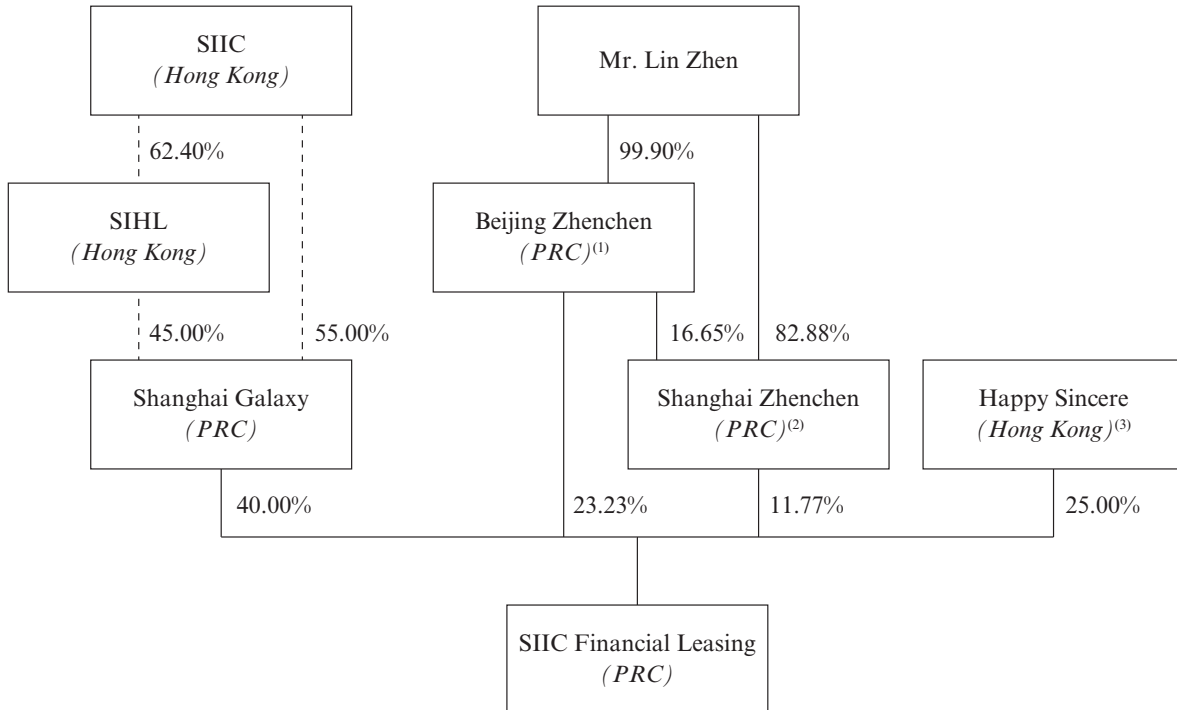 SIIC
(Hong Kong)
Mr. Lin Zhen
62.40%
99.90%
SIHL
(Hong Kong)
Beijing Zhenchen
(PRC)(1)
45.00%
55.00%
16.65%
82.88%
Shanghai Galaxy
(PRC)
Shanghai Zhenchen
(PRC)(2)
Happy Sincere
(Hong Kong)(3)
40.00%
23.23%
11.77%
25.00%
SIIC Financial Leasing
(PRC)